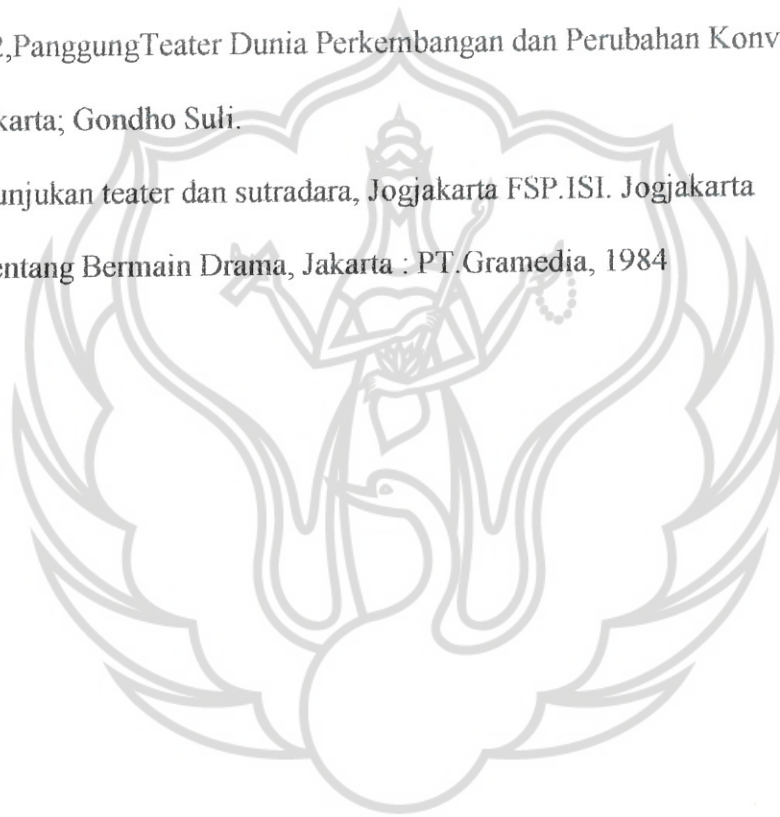 2,PanggungTeater Dunia Perkembangan dan Perubahan Konv
karta; Gondho Suli.
unjukan teater dan sutradara, Jogjakarta FSP.ISI. Jogjakarta
entang Bermain Drama, Jakarta : PT.Gramedia, 1984